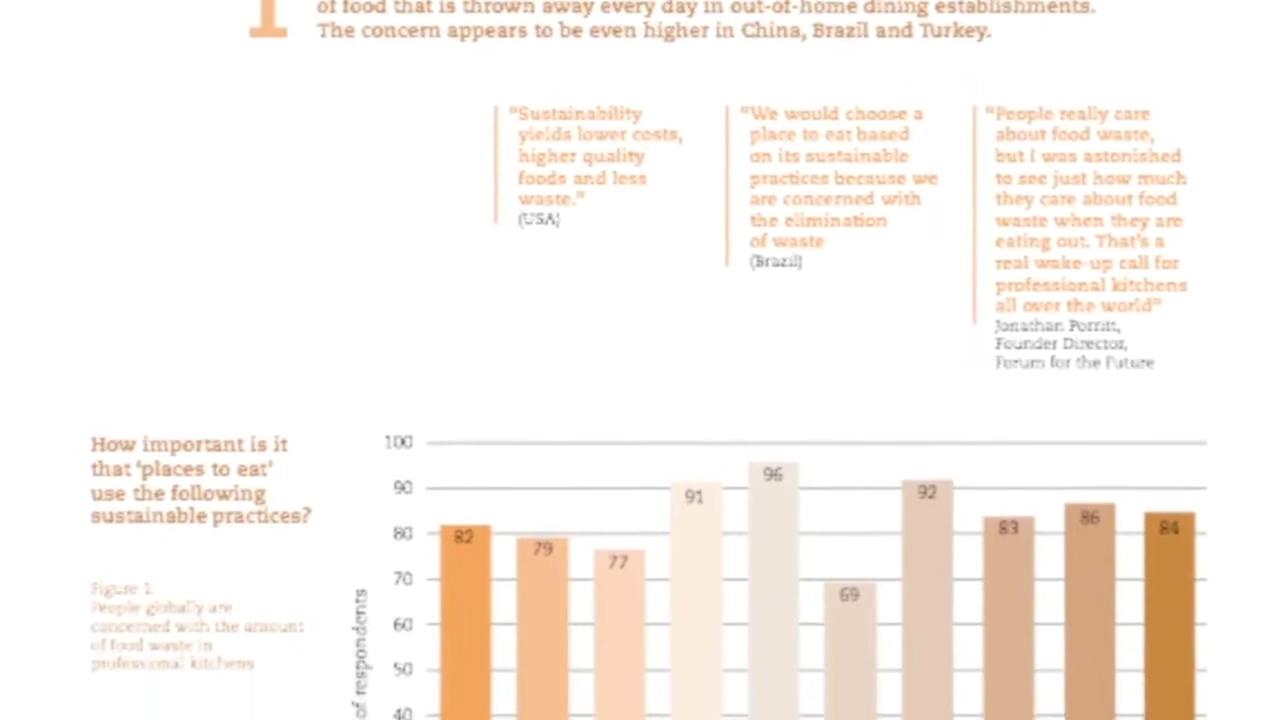 1
of food that is thrown away every day in out-of-home dining establishments.
The concern appears to be even higher in China, Brazil and Turkey.
"Sustainability
yields lower costs,
higher quality
foods and less
waste."
(USA)
"We would choose a
place to eat based
on its sustainable
practices because we
are concerned with
the elimination
of waste
(Brazil)
"People really care
about food waste,
but I was astonished
to see just how much
they care about food
waste when they are
eating out. That's a
real wake-up call for
professional kitchens
all over the world"
Jonathan Porritt,
Founder Director,
Forum for the Future
How important is it
that 'places to eat'
use the following
sustainable practices?
Figure 1:
People globally are
concerned with the amount
of food waste in
professional kitchens
of respondents
100
90
80
70
60
50
40
82
79
77
91
96
69
92
83
86
84